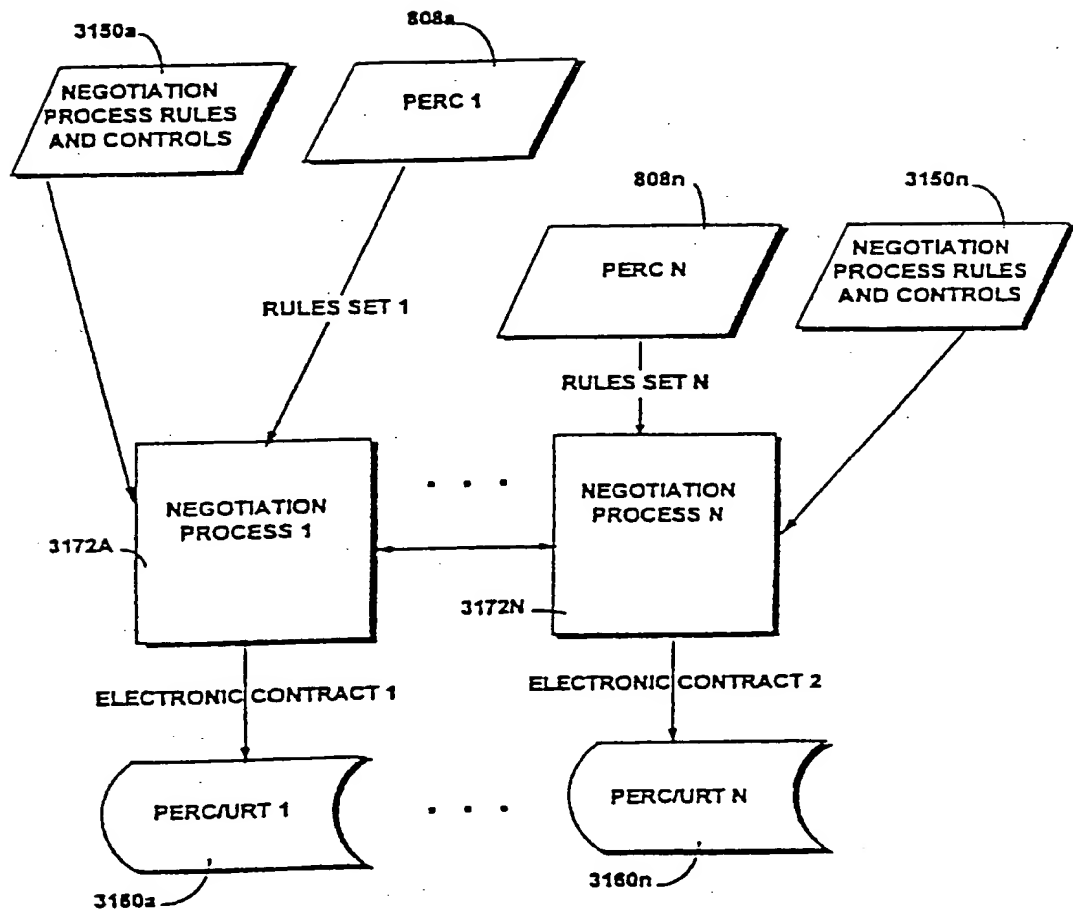 3150a
808a
NEGOTIATION
PROCESS RULES
AND CONTROLS
PERC 1
808n
3150n
PERC N
NEGOTIATION
PROCESS RULES
AND CONTROLS
RULES SET 1
RULES SET N
NEGOTIATION
PROCESS 1
. . .
NEGOTIATION
PROCESS N
3172A
3172N
ELECTRONIC CONTRACT 1
ELECTRONIC CONTRACT 2
PERC/URT 1
. . .
PERC/URT N
3160a
3160n